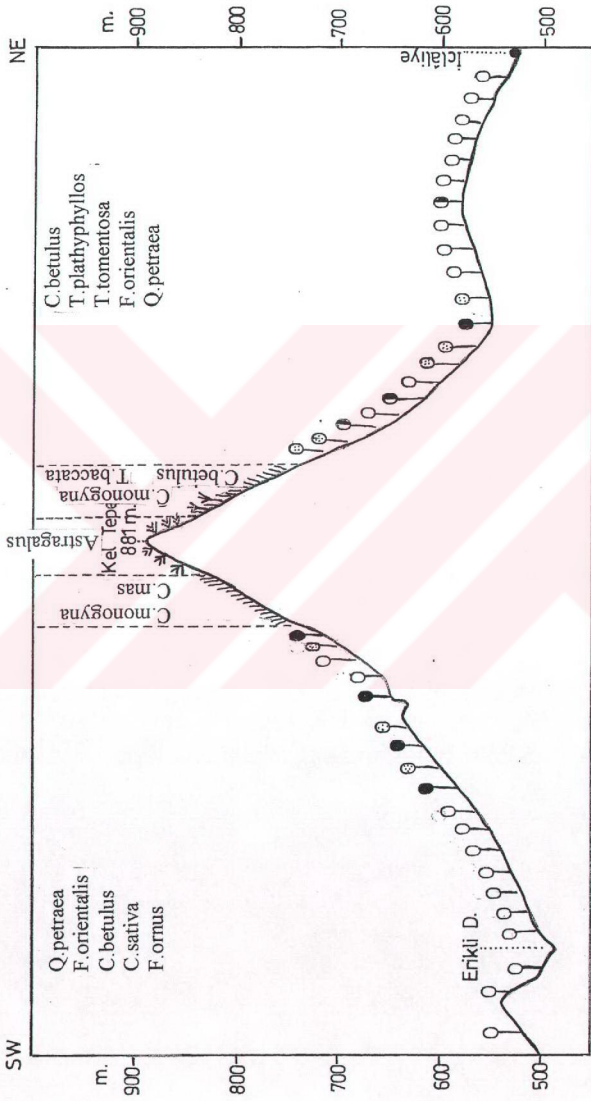 SW
NE
m.
900
800
700
600
500
m.
900
800
700
600
500
Q.petraea
F.orientalis
C.betulus
C.sativa
F.ornus
Erikli D.
C.monogyna
C.mas
Astragalus
Kel Tepe
881 m.
C.monogyna
T.baccata
C.betulus
C.betulus
T.plathyphyllos
T.tomentosa
F.orientalis
Q.petraea
İclâliye